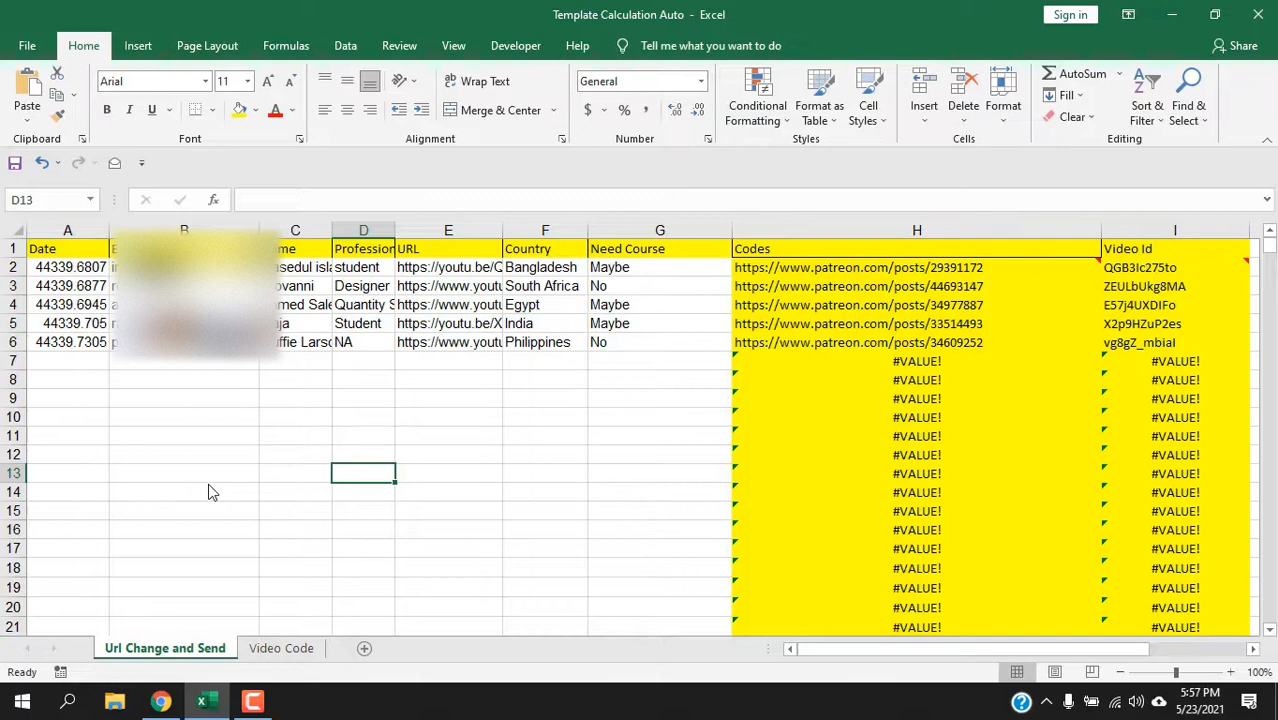 Template Calculation Auto - Excel
Sign in
File Home Insert Page Layout Formulas Data Review View Developer Help Tell me what you want to do Share
Paste
Arial 11
B I U
Wrap Text
Merge & Center
General
$ % ,
Conditional Formatting
Format as Table
Cell Styles
Insert Delete Format
AutoSum
Fill
Clear
Sort & Filter
Find & Select
Clipboard Font Alignment Number Styles Cells Editing
D13 fx
A B C D E F G H I
1 Date Profession URL Country Need Course Codes Video Id
2 44339.6807 student https://youtu.be/Q Bangladesh Maybe https://www.patreon.com/posts/29391172 QGB3Ic275to
3 44339.6877 Designer https://www.yout South Africa No https://www.patreon.com/posts/44693147 ZEULbUkg8MA
4 44339.6945 Quantity S https://www.yout Egypt Maybe https://www.patreon.com/posts/34977887 E57j4UXDIFo
5 44339.705 Student https://youtu.be/X India Maybe https://www.patreon.com/posts/33514493 X2p9HZuP2es
6 44339.7305 NA https://www.yout Philippines No https://www.patreon.com/posts/34609252 vg8gZ_mbiaI
7 #VALUE! #VALUE!
8 #VALUE! #VALUE!
9 #VALUE! #VALUE!
10 #VALUE! #VALUE!
11 #VALUE! #VALUE!
12 #VALUE! #VALUE!
13 #VALUE! #VALUE!
14 #VALUE! #VALUE!
15 #VALUE! #VALUE!
16 #VALUE! #VALUE!
17 #VALUE! #VALUE!
18 #VALUE! #VALUE!
19 #VALUE! #VALUE!
20 #VALUE! #VALUE!
21 #VALUE! #VALUE!
Url Change and Send Video Code
Ready 100%
5:57 PM
5/23/2021